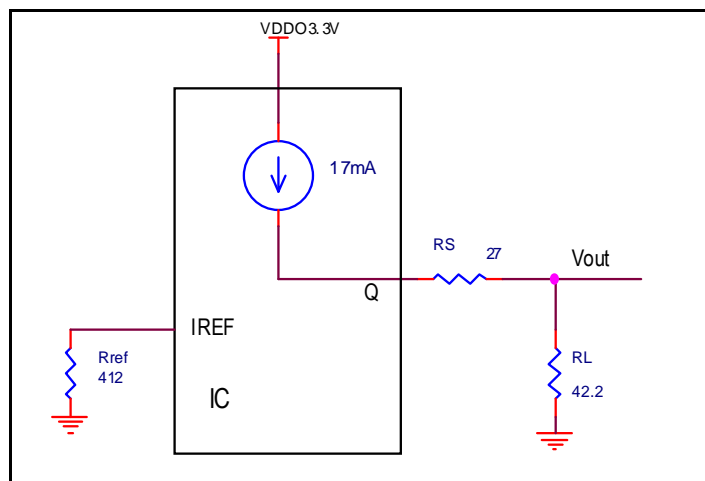 VDDO3.3V
17mA
RS 27
Vout
Q
IREF
Rref
412
RL
42.2
IC